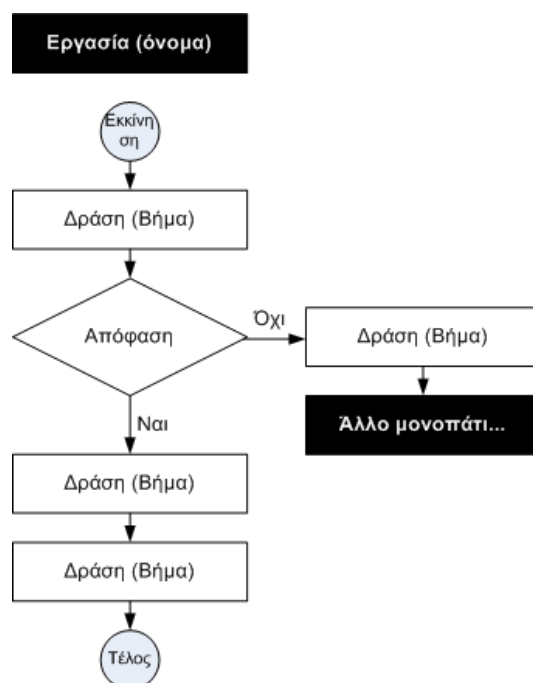 Εργασία (όνομα)
Εκκίνη
ση
Δράση (Βήμα)
Απόφαση
Όχι
Δράση (Βήμα)
Άλλο μονοπάτι...
Ναι
Δράση (Βήμα)
Δράση (Βήμα)
Τέλος